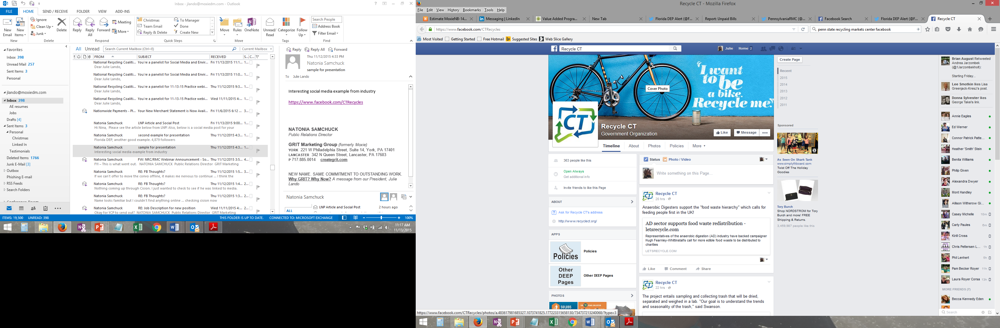 Inbox - jlando@moxiedm.com - Outlook
FILE HOME SEND / RECEIVE FOLDER VIEW ADD-INS
New Email
New Items
Ignore
Clean Up
Junk
Delete
Reply
Reply All
Forward
Meeting
More
Christmas
Team Email
Reply & Delete
To Manager
Done
Create New
Move
Rules
OneNote
Unread/ Read
Categorize
Follow Up
Search People
Address Book
Filter Email
New Delete Respond Quick Steps Move Tags Find
Favorites
Inbox 398
Unread Mail 257
Sent Items 3
Personal
jlando@moxiedm.com
Inbox 398
AE resumes
Jobs
Drafts [4]
Sent Items 3
Personal
Christmas
Linked In
Testimonials
Deleted Items 1766
Junk E-Mail [3]
Outbox
Phishing E-mail
RSS Feeds
Search Folders
All Unread Search Current Mailbox (Ctrl+E) Current Mailbox
FROM SUBJECT RECEIVED S... C...
National Recycling Coaliti... You're a panelist for Social Media and Envir... Fri 11/13/2015 11:1... 1...
Dear Julie Lando,
National Recycling Coaliti... You're a panelist for Social Media and Envir... Fri 11/13/2015 11:0... 1...
Dear Julie Lando,
National Recycling Coaliti... You're a panelist for 11-13-15 Practice webi... Thu 11/12/2015 9:3... 1...
Dear Julie Lando,
National Recycling Coaliti... You're a panelist for 11-13-15 Practice webi... Wed 11/11/2015 4:... 1...
Dear Julie Lando,
Nationwide Payments - Pl... Your New Merchant Statement is Now Avail... Fri 11/6/2015 6:12 ... 3...
Natonia Samchuck LNP Article and Social Post Fri 11/13/2015 9:00... 1...
Hi Nina, Please see the article below from LNP! Also, below is a social media post for your
Natonia Samchuck second example for presentation Thu 11/12/2015 4:3... 1...
Florida DEP, another good example. 4,879 followers
Natonia Samchuck sample for presentation Thu 11/12/2015 4:3... 1...
Interesting social media example from industry
Natonia Samchuck FW: NRC/RMC Webinar Announcement - So... Thu 11/12/2015 3:5... 4...
FYI – This is what went out. NATONIA SAMCHUCK Public Relations Director GRIT Marketing
Natonia Samchuck RE: FB Thoughts? Thu 11/12/2015 1:5... 3...
If we can't offer to move the convo offline, it makes me nervous to continue ... I think the
Natonia Samchuck RE: FB Thoughts? Thu 11/12/2015 1:4... 2...
Nothing coming up through Cision. I just wanted to check to see if he was linked to media.
Natonia Samchuck RE: FB Thoughts? Thu 11/12/2015 1:3... 2...
Name looks familiar but I couldn't find anything online ... checking cision now
Natonia Samchuck RE: Job Description for new position Wed 11/11/2015 4:... 2...
Okay for YCP to send out? NATONIA SAMCHUCK Public Relations Director GRIT Marketing
Reply Reply All Forward
Thu 11/12/2015 4:33 PM
Natonia Samchuck
sample for presentation
To Julie Lando
Interesting social media example from industry
https://www.facebook.com/CTRecycles
NATONIA SAMCHUCK
Public Relations Director
GRIT Marketing Group (formerly Moxie)
YORK 221 W Philadelphia Street, Suite 14, York, PA 17401
LANCASTER 342 N Queen Street, Lancaster, PA 17603
P 717.885.0014 creategrit.com
NEW NAME. SAME COMMITMENT TO OUTSTANDING WORK.
Why GRIT? Why Now? A message from our President, Julie
Lando
Natonia Samchuck
ALL LNP Article and Social Post 2 hours ago
ITEMS: 19,500 UNREAD: 398 THIS FOLDER IS UP TO DATE. CONNECTED TO: MICROSOFT EXCHANGE 100%
11:17 AM
11/13/2015
Recycle CT - Mozilla Firefox
File Edit View History Bookmarks Tools Help
Estimate MoxieNB-14... Messaging | LinkedIn Value Added Progra... New Tab Florida DEP Alert (@F... Report: Unpaid Bills PennsylvaniaRMC (@... Facebook Search Florida DEP Alert (@F... Recycle CT
https://www.facebook.com/CTRecycles penn state recycling markets center facebook
Most Visited Getting Started Free Hotmail Suggested Sites Web Slice Gallery
Recycle CT Julie Home 2
"I want
to be
a bike.
Recycle me."
Cover Photo
CT
Recycle CT
Government Organization
Like Message
Timeline About Photos Policies More
363 people like this
Open Always
Get additional info
Invite friends to like this Page
ABOUT
Ask for Recycle CT's address
http://www.recyclect.org/
APPS
Policies Policies
Other DEEP Pages Other DEEP Pages
PHOTOS
561,895
Status Photo / Video
Write something on this Page...
Recycle CT
20 hrs
Anaerobic Digesters support the "food waste hierarchy" which calls for
feeding people first in the UK!
AD sector supports food waste redistribution -
letsrecycle.com
Representatives of the anaerobic digestion (AD) industry have backed campaigner
Hugh Fearnley-Whittinstall's call for more edible food waste to be distributed to
charities
LETSRECYCLE.COM
Like Comment Share
Recycle CT
22 hrs
The project entails sampling and collecting trash that will be dried,
separated and weighed in a lab. "Our goal is to understand the trends
and seasonality of the trash," said Swanson.
Create Page
Recent
2015
2014
2013
2012
2011
Sponsored
As Seen On Shark Tank
www.simplyfitboard.com
Twist Off The Holiday
Goodies
Tory Burch
Shop NORDSTROM for Tory
Burch and more! FREE
Shipping & Returns.
3,459,987 people like this
Brian August Retweeted
Andrea Jarzombek
(@1Jarzombekholt):
Starting Friday...
Lee Smotkin likes Lisa
Greenjack-Kresz's post.
Donna Sylvester likes
George Takei's link.
Annie Eagles
Ed Werner
Connor Patrick Patte...
Heather 'Smith' Stein
Benita Williams
Philip Given
Alexandra Dwyer
Mont Handley
Allison Witherow Gi...
Casey Michelle 10m
Carly Paules 6m
Kirill Cross
Chris Pettersen L... 1h
Phil Lenhert 6h
Pam Becker Royer 11h
Laura Royer Corsa 13h
MORE FRIENDS (7)
Becca Kennedy Eden
Search
https://www.facebook.com/CTRecycles/photos/a.483617981685327.1073741825.177223315658130/734737213240068/?type=3